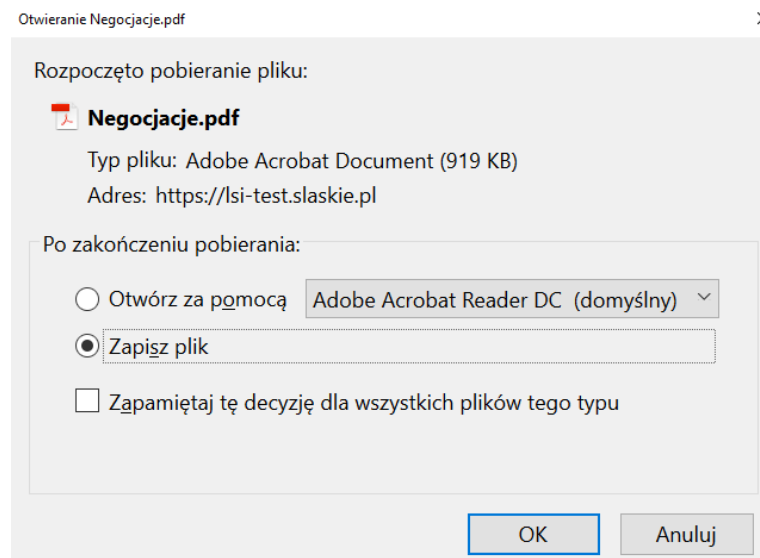 Otwieranie Negocjacje.pdf
Rozpoczęto pobieranie pliku:
Negocjacje.pdf
Typ pliku: Adobe Acrobat Document (919 KB)
Adres: https://lsi-test.slaskie.pl
Po zakończeniu pobierania:
Otwórz za pomocą Adobe Acrobat Reader DC (domyślny)
Zapisz plik
Zapamiętaj tę decyzję dla wszystkich plików tego typu
OK Anuluj